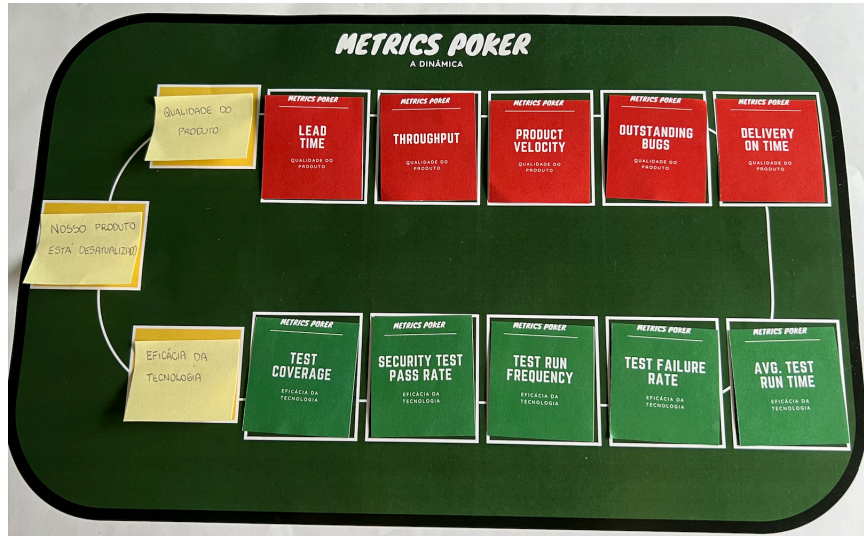 METRICS POKER
A DINÂMICA
QUALIDADE DO
PRODUTO
METRICS POKER
LEAD
TIME
QUALIDADE DO
PRODUTO
METRICS POKER
THROUGHPUT
QUALIDADE DO
PRODUTO
METRICS POKER
PRODUCT
VELOCITY
QUALIDADE DO
PRODUTO
METRICS POKER
OUTSTANDING
BUGS
QUALIDADE DO
PRODUTO
METRICS POKER
DELIVERY
ON TIME
QUALIDADE DO
PRODUTO
NOSSO PRODUTO
ESTÁ DESATUALIZADO
EFICÁCIA DA
TECNOLOGIA
METRICS POKER
TEST
COVERAGE
EFICÁCIA DA
TECNOLOGIA
METRICS POKER
SECURITY TEST
PASS RATE
EFICÁCIA DA
TECNOLOGIA
METRICS POKER
TEST RUN
FREQUENCY
EFICÁCIA DA
TECNOLOGIA
METRICS POKER
TEST FAILURE
RATE
EFICÁCIA DA
TECNOLOGIA
METRICS POKER
AVG. TEST
RUN TIME
EFICÁCIA DA
TECNOLOGIA